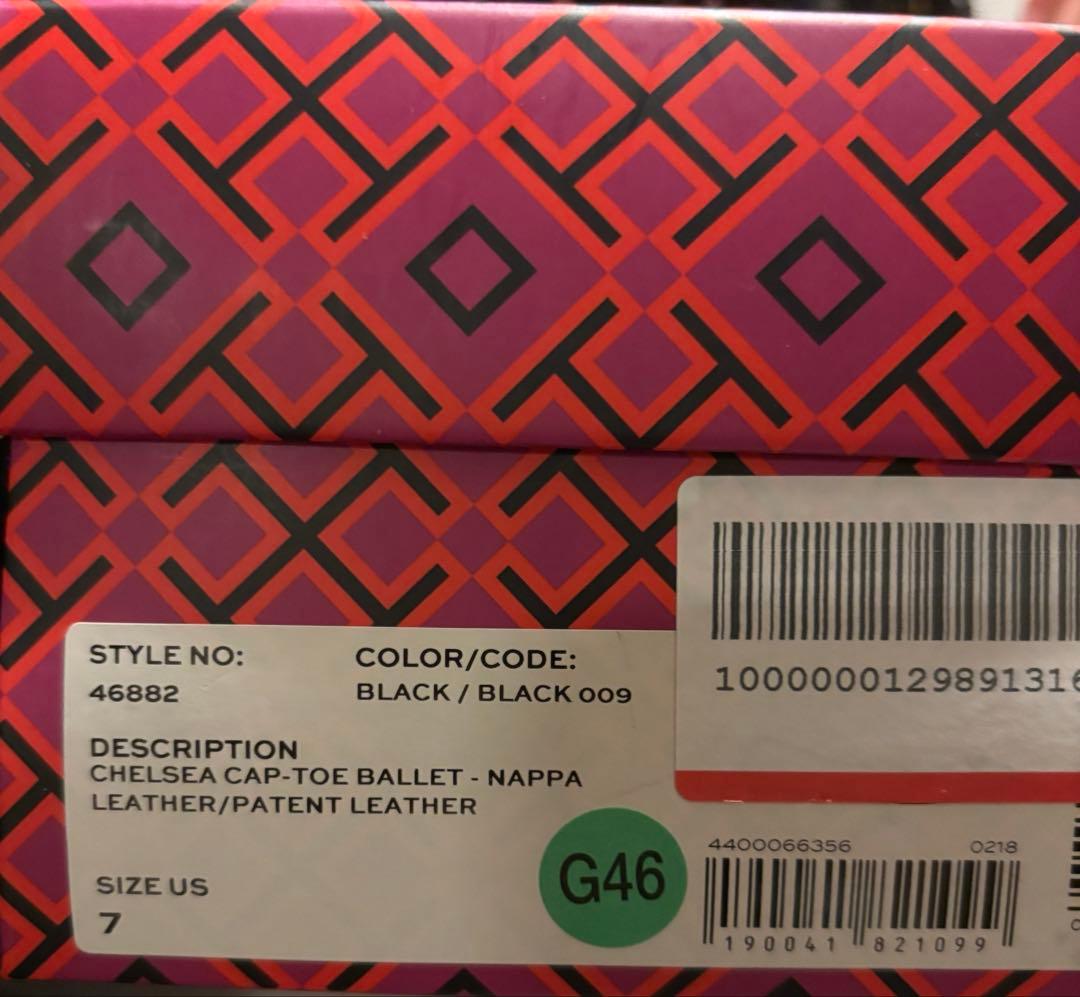 1000000129891316
STYLE NO:
46882
COLOR/CODE:
BLACK / BLACK 009
DESCRIPTION
CHELSEA CAP-TOE BALLET - NAPPA
LEATHER/PATENT LEATHER
SIZE US
7
G46
4400066356 0218
190041 821099